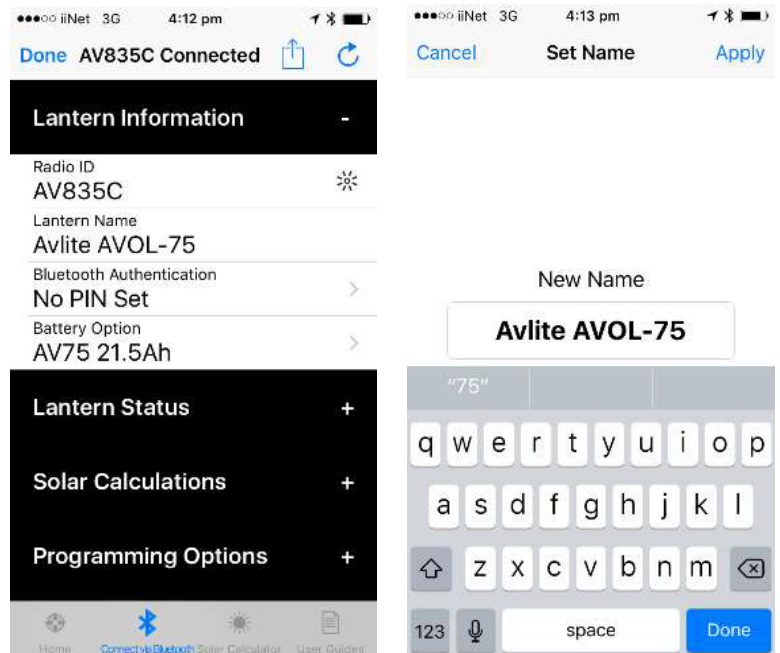 iiNet 3G 4:12 pm
Done AV835C Connected
Lantern Information -
Radio ID
AV835C
Lantern Name
Avlite AVOL-75
Bluetooth Authentication
No PIN Set
Battery Option
AV75 21.5Ah
Lantern Status +
Solar Calculations +
Programming Options +
Home Connect via Bluetooth Solar Calculator User Guides
iiNet 3G 4:13 pm
Cancel Set Name Apply
New Name
Avlite AVOL-75
"75"
q w e r t y u i o p
a s d f g h j k l
z x c v b n m
123 space Done